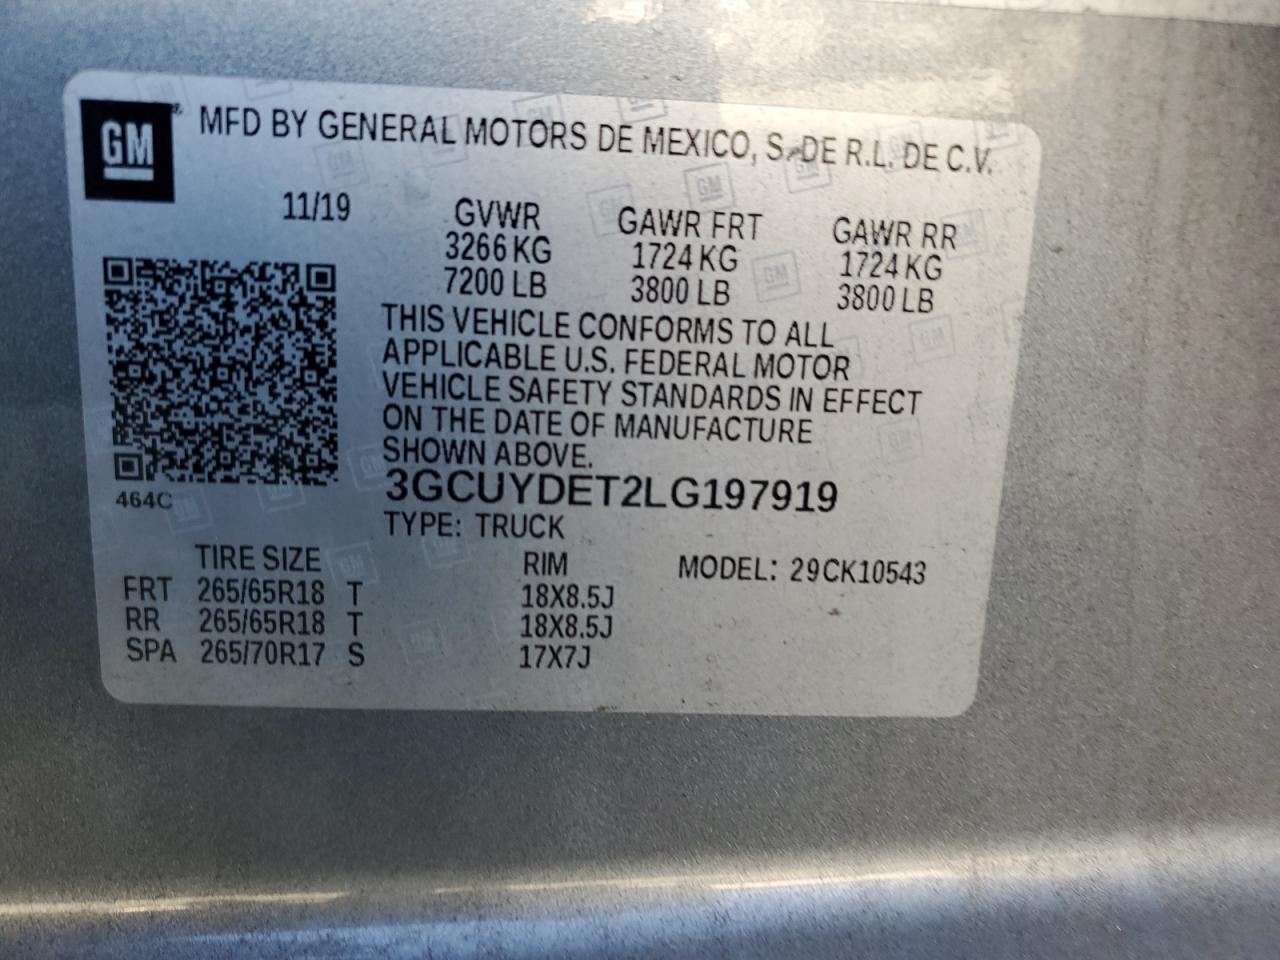 GM
MFD BY GENERAL MOTORS DE MEXICO, S. DE R.L. DE C.V.
11/19
GVWR GAWR FRT GAWR RR
3266 KG 1724 KG 1724 KG
7200 LB 3800 LB 3800 LB
THIS VEHICLE CONFORMS TO ALL
APPLICABLE U.S. FEDERAL MOTOR
VEHICLE SAFETY STANDARDS IN EFFECT
ON THE DATE OF MANUFACTURE
SHOWN ABOVE.
464C
3GCUYDET2LG197919
TYPE: TRUCK
TIRE SIZE RIM MODEL: 29CK10543
FRT 265/65R18 T 18X8.5J
RR 265/65R18 T 18X8.5J
SPA 265/70R17 S 17X7J